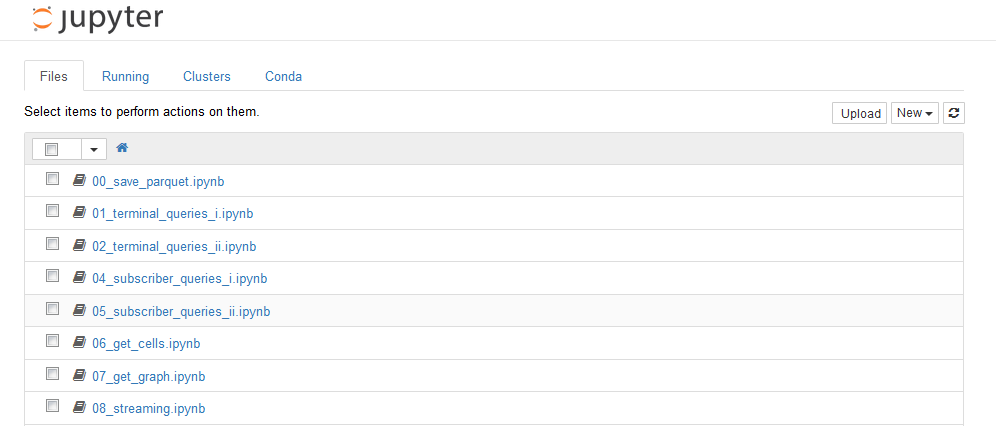 jupyter
Files Running Clusters Conda
Select items to perform actions on them.
Upload New
00_save_parquet.ipynb
01_terminal_queries_i.ipynb
02_terminal_queries_ii.ipynb
04_subscriber_queries_i.ipynb
05_subscriber_queries_ii.ipynb
06_get_cells.ipynb
07_get_graph.ipynb
08_streaming.ipynb